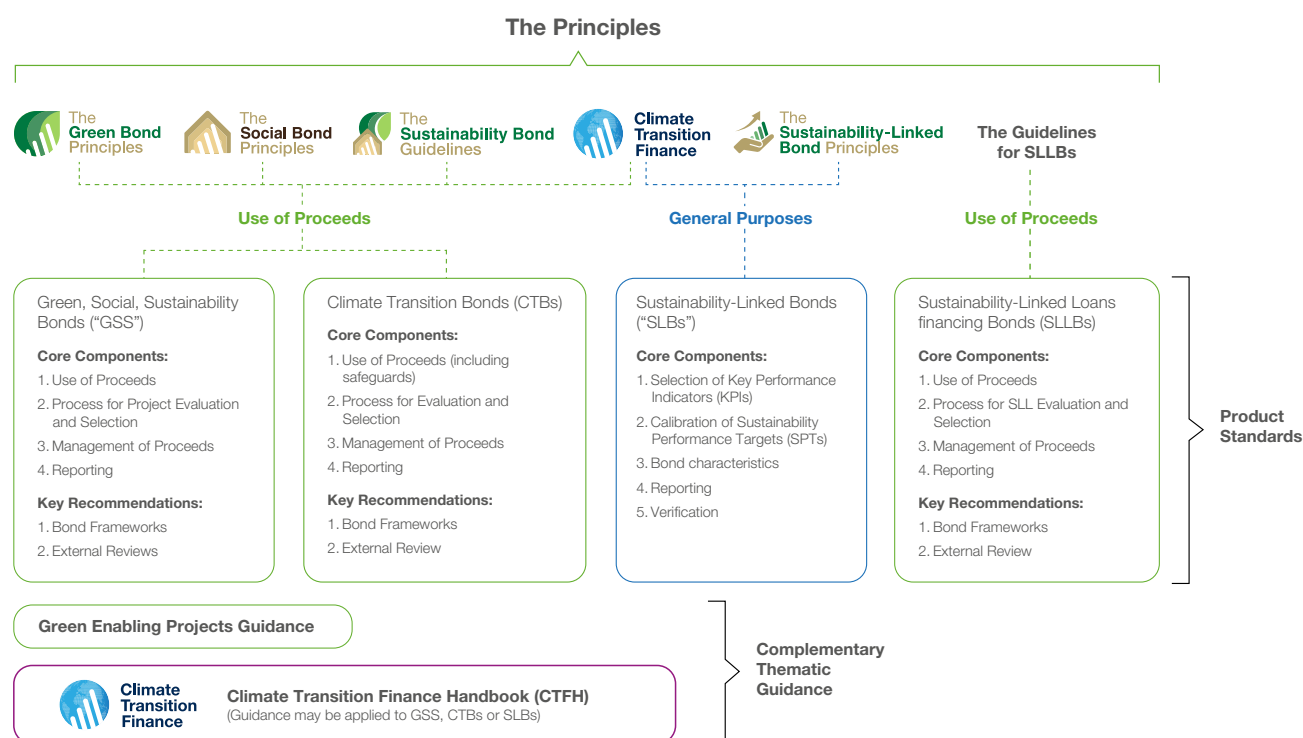 The Principles
The
Green Bond
Principles
The
Social Bond
Principles
The
Sustainability Bond
Guidelines
Climate
Transition
Finance
The
Sustainability-Linked
Bond Principles
The Guidelines
for SLLBs
Use of Proceeds
General Purposes
Use of Proceeds
Green, Social, Sustainability
Bonds (“GSS”)
Core Components:
1. Use of Proceeds
2. Process for Project Evaluation
and Selection
3. Management of Proceeds
4. Reporting
Key Recommendations:
1. Bond Frameworks
2. External Reviews
Climate Transition Bonds (CTBs)
Core Components:
1. Use of Proceeds (including
safeguards)
2. Process for Evaluation and
Selection
3. Management of Proceeds
4. Reporting
Key Recommendations:
1. Bond Frameworks
2. External Review
Sustainability-Linked Bonds
(“SLBs”)
Core Components:
1. Selection of Key Performance
Indicators (KPIs)
2. Calibration of Sustainability
Performance Targets (SPTs)
3. Bond characteristics
4. Reporting
5. Verification
Sustainability-Linked Loans
financing Bonds (SLLBs)
Core Components:
1. Use of Proceeds
2. Process for SLL Evaluation and
Selection
3. Management of Proceeds
4. Reporting
Key Recommendations:
1. Bond Frameworks
2. External Review
Product
Standards
Green Enabling Projects Guidance
Climate
Transition
Finance
Climate Transition Finance Handbook (CTFH)
(Guidance may be applied to GSS, CTBs or SLBs)
Complementary
Thematic
Guidance